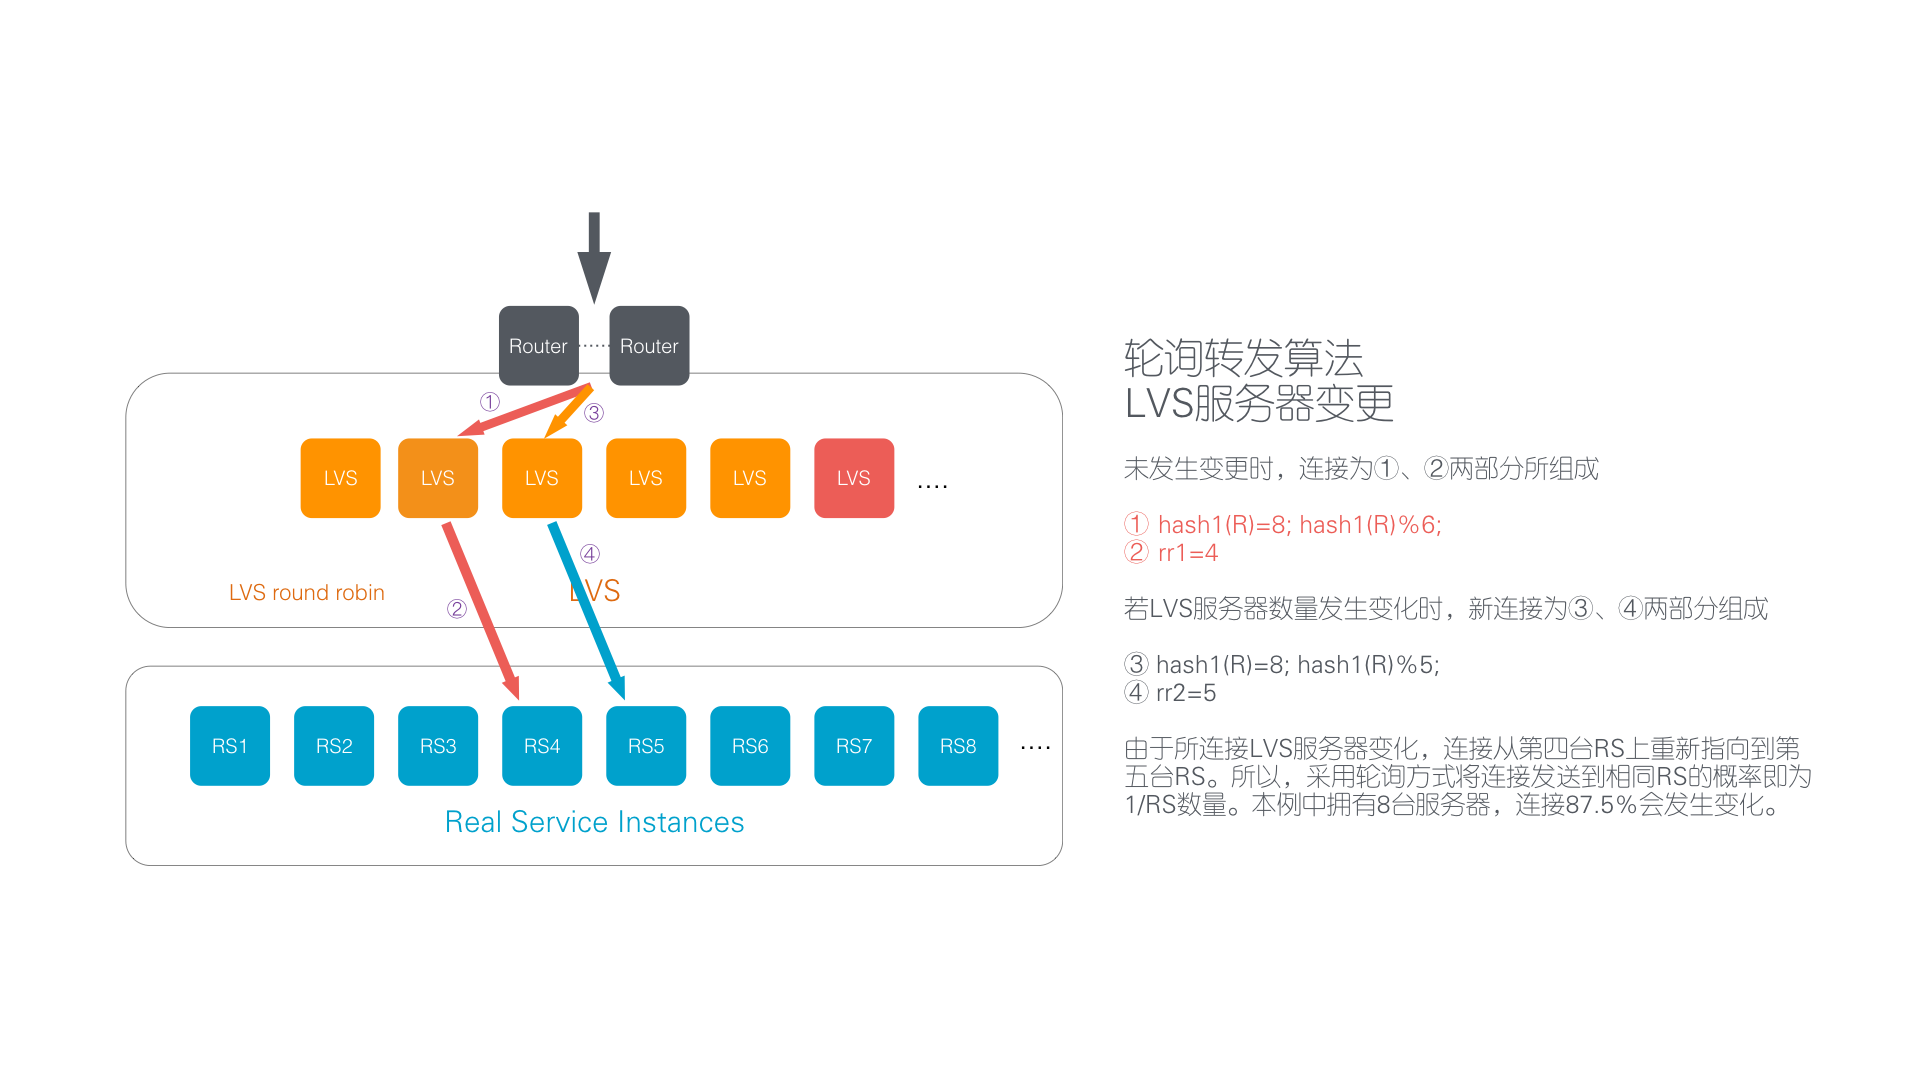 Router
......
Router
①
③
LVS
LVS
LVS
LVS
LVS
LVS
....
④
LVS round robin
LVS
②
RS1
RS2
RS3
RS4
RS5
RS6
RS7
RS8
....
Real Service Instances
轮询转发算法
LVS服务器变更
未发生变更时，连接为①、②两部分所组成
① hash1(R)=8; hash1(R)%6;
② rr1=4
若LVS服务器数量发生变化时，新连接为③、④两部分组成
③ hash1(R)=8; hash1(R)%5;
④ rr2=5
由于所连接LVS服务器变化，连接从第四台RS上重新指向到第
五台RS。所以，采用轮询方式将连接发送到相同RS的概率即为
1/RS数量。本例中拥有8台服务器，连接87.5%会发生变化。